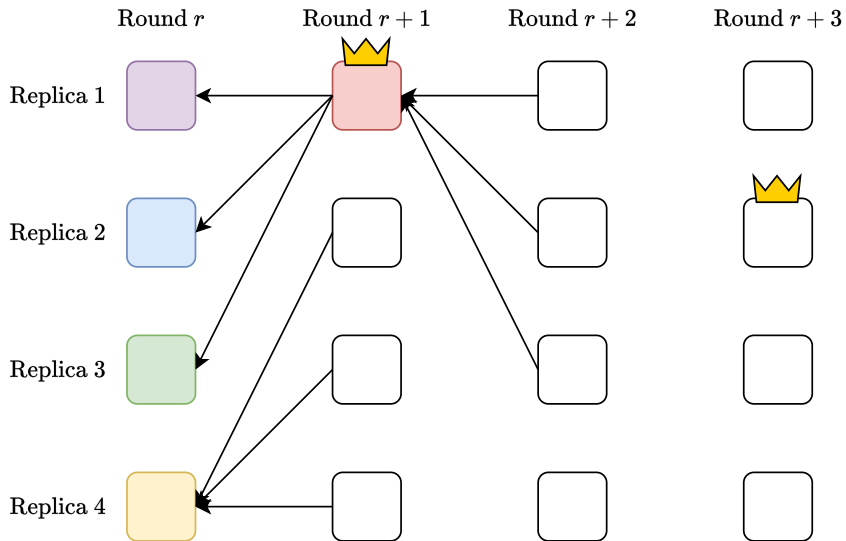 Round r
Round r + 1
Round r + 2
Round r + 3
Replica 1
Replica 2
Replica 3
Replica 4